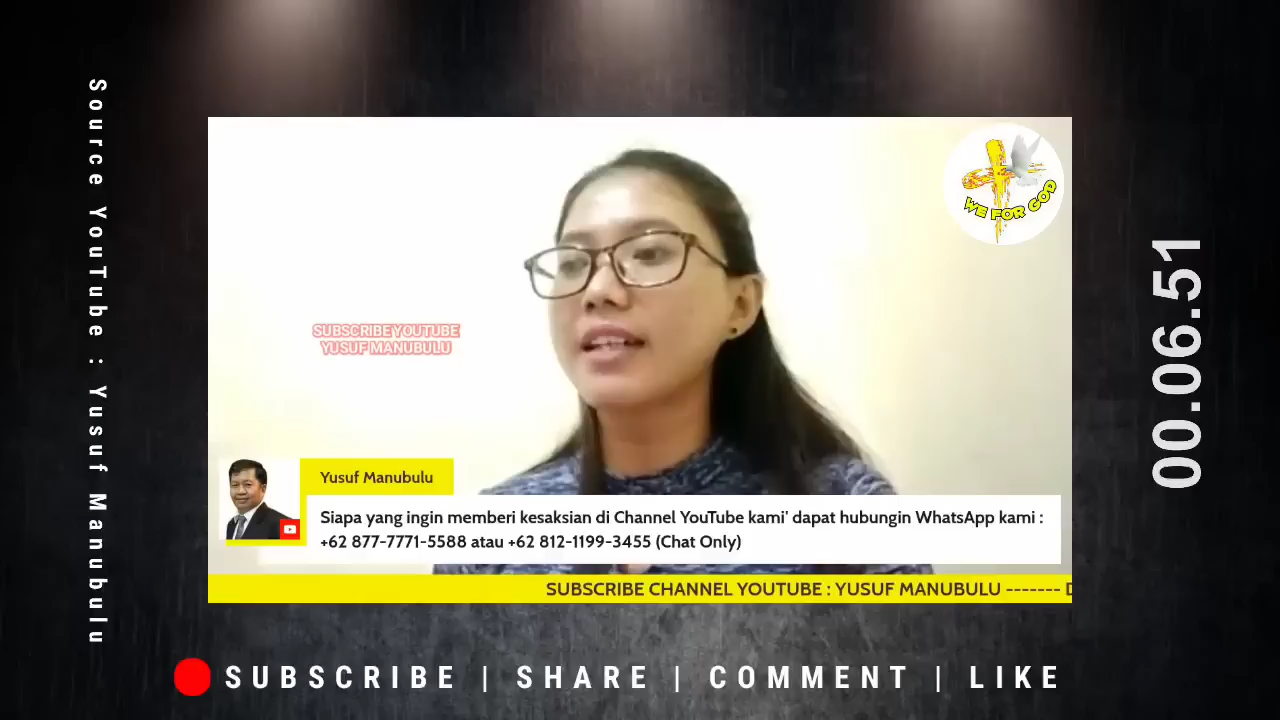 Source YouTube : Yusuf Manubulu
WE FOR GOD
00.06.51
SUBSCRIBE YOUTUBE
YUSUF MANUBULU
Yusuf Manubulu
Siapa yang ingin memberi kesaksian di Channel YouTube kami' dapat hubungin WhatsApp kami :
+62 877-7771-5588 atau +62 812-1199-3455 (Chat Only)
SUBSCRIBE CHANNEL YOUTUBE : YUSUF MANUBULU -------
SUBSCRIBE | SHARE | COMMENT | LIKE